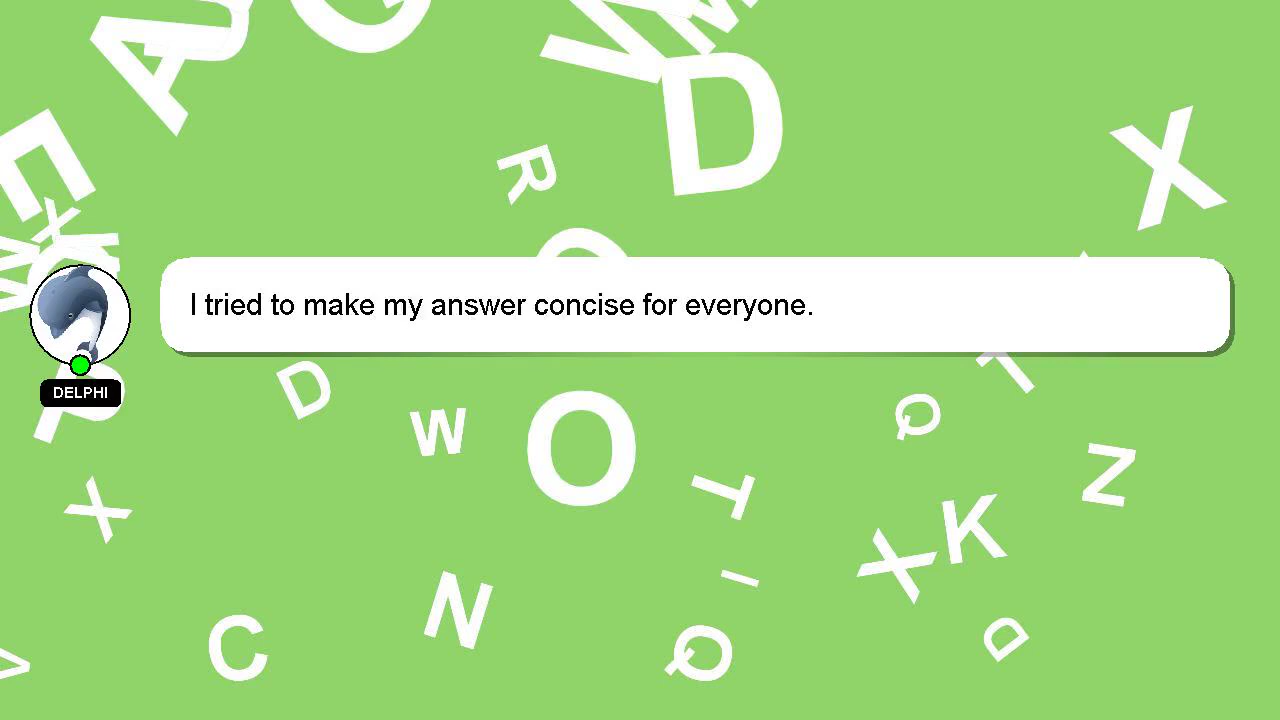 I tried to make my answer concise for everyone.
DELPHI
A
G
D
R
X
E
X
D
W
O
Q
T
T
Z
X
K
X
N
I
C
Q
D